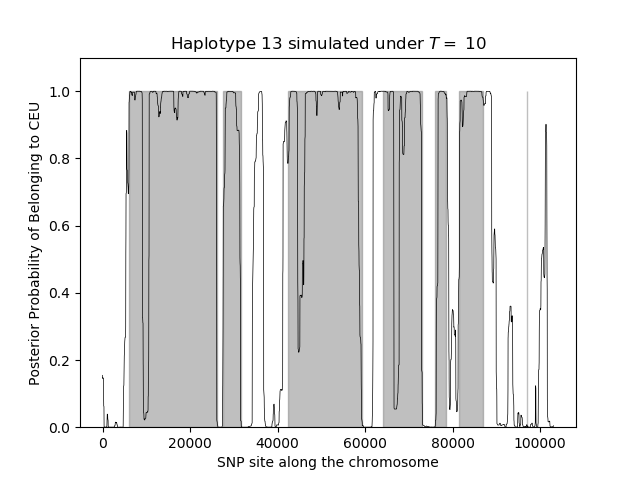 Haplotype 13 simulated under T = 10
Posterior Probability of Belonging to CEU
1.0
0.8
0.6
0.4
0.2
0.0
0 20000 40000 60000 80000 100000
SNP site along the chromosome